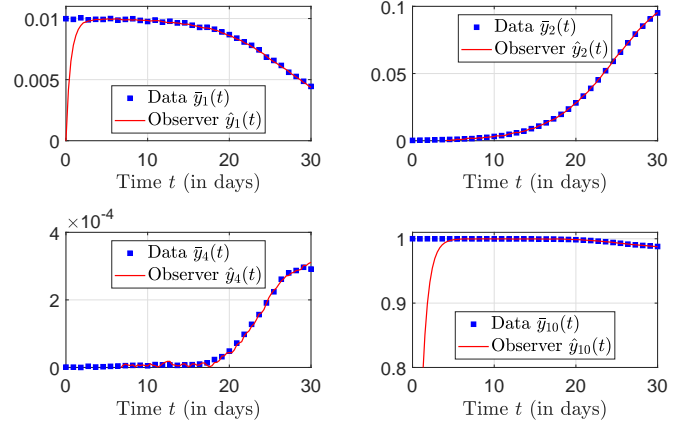 0.01
0.005
0
Data ȳ₁(t)
Observer ŷ₁(t)
0 10 20 30
Time t (in days)
0.1
0.05
0
Data ȳ₂(t)
Observer ŷ₂(t)
0 10 20 30
Time t (in days)
×10⁻⁴
4
2
0
Data ȳ₄(t)
Observer ŷ₄(t)
0 10 20 30
Time t (in days)
1
0.9
0.8
Data ȳ₁₀(t)
Observer ŷ₁₀(t)
0 10 20 30
Time t (in days)